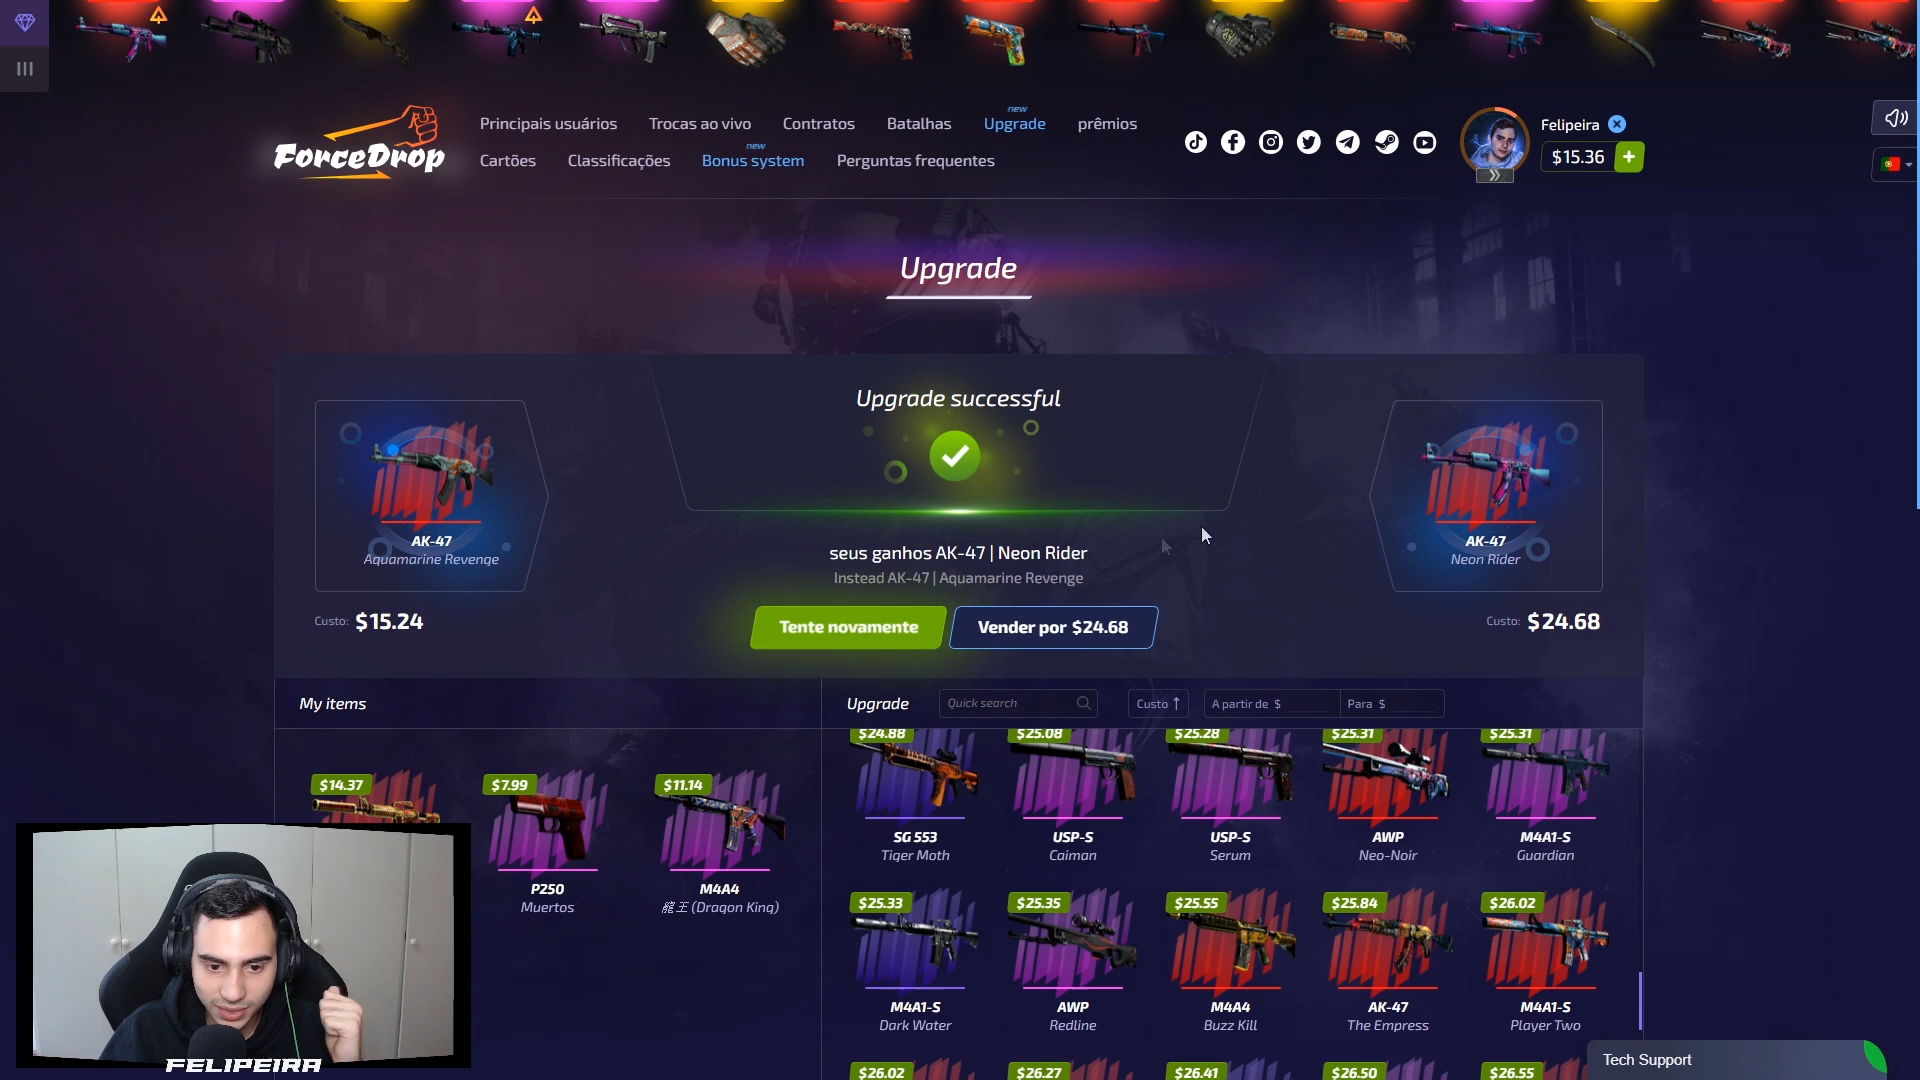 new
Principais usuários Trocas ao vivo Contratos Batalhas Upgrade prêmios
new
Cartões Classificações Bonus system Perguntas frequentes
ForceDrop
Felipeira
$15.36 +
Upgrade
Upgrade successful
AK-47
Aquamarine Revenge
AK-47
Neon Rider
seus ganhos AK-47 | Neon Rider
Instead AK-47 | Aquamarine Revenge
Custo: $15.24
Tente novamente
Vender por $24.68
Custo: $24.68
My items
Upgrade
Quick search
Custo ↑
A partir de $
Para $
$24.88 $25.08 $25.28 $25.31 $25.31
SG 553 USP-S USP-S AWP M4A1-S
Tiger Moth Caiman Serum Neo-Noir Guardian
$14.37 $7.99 $11.14
P250 M4A4
Muertos 龍王 (Dragon King)
$25.33 $25.35 $25.55 $25.84 $26.02
M4A1-S AWP M4A4 AK-47 M4A1-S
Dark Water Redline Buzz Kill The Empress Player Two
$26.02 $26.27 $26.41 $26.50 $26.55
FELIPEIRA
Tech Support